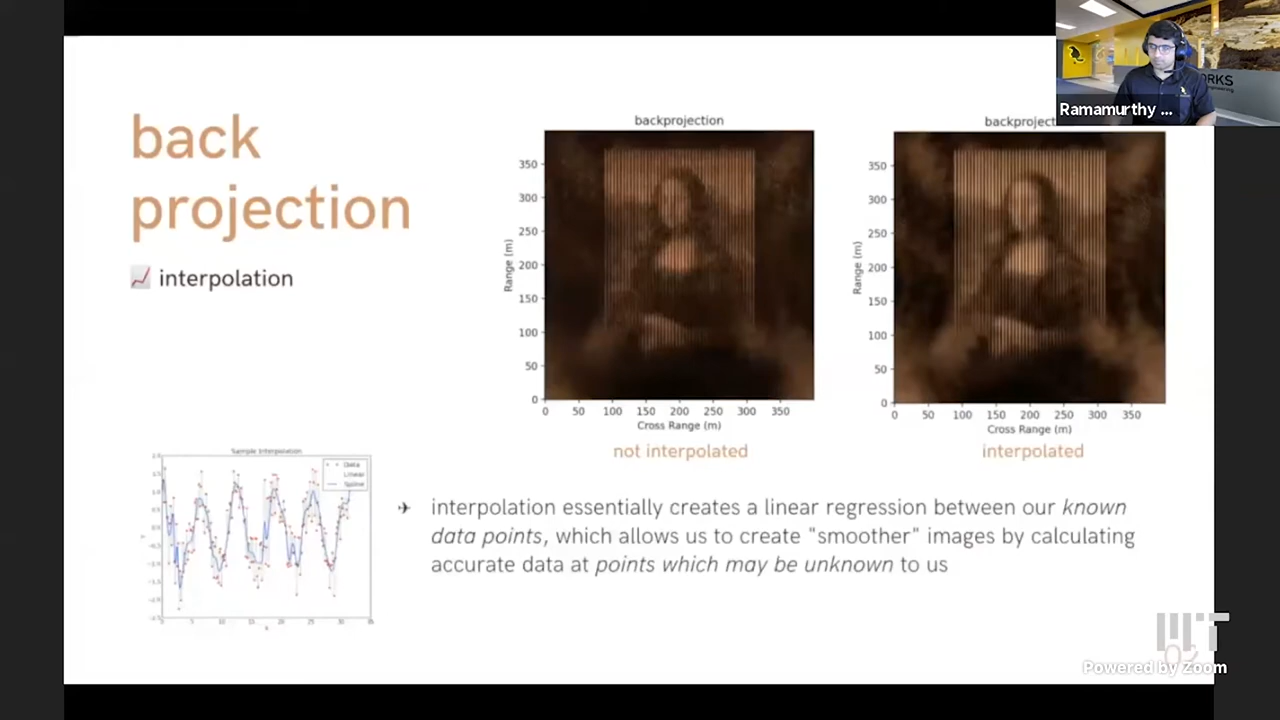 back
projection
interpolation
backprojection
Range (m)
350
300
250
200
150
100
50
0
0 50 100 150 200 250 300 350
Cross Range (m)
not interpolated
backproject
Range (m)
350
300
250
200
150
100
50
0
0 50 100 150 200 250 300 350
Cross Range (m)
interpolated
ORKS
Ramamurthy ...
Sample Interpolation
Data
Linear
Spline
interpolation essentially creates a linear regression between our known
data points, which allows us to create "smoother" images by calculating
accurate data at points which may be unknown to us
Powered by Zoom